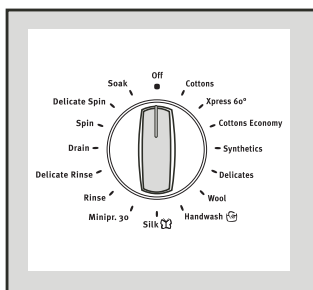 Off
Cottons
Xpress 60°
Cottons Economy
Synthetics
Delicates
Wool
Handwash
Silk
Minipr. 30
Rinse
Delicate Rinse
Drain
Spin
Delicate Spin
Soak